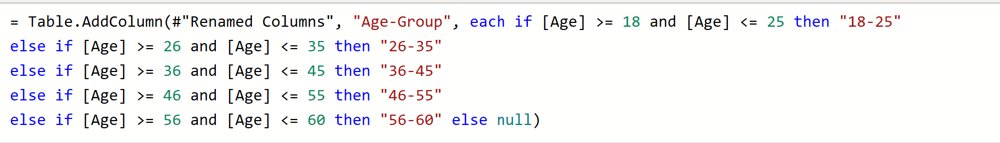 = Table.AddColumn(#"Renamed Columns", "Age-Group", each if [Age] >= 18 and [Age] <= 25 then "18-25"
else if [Age] >= 26 and [Age] <= 35 then "26-35"
else if [Age] >= 36 and [Age] <= 45 then "36-45"
else if [Age] >= 46 and [Age] <= 55 then "46-55"
else if [Age] >= 56 and [Age] <= 60 then "56-60" else null)